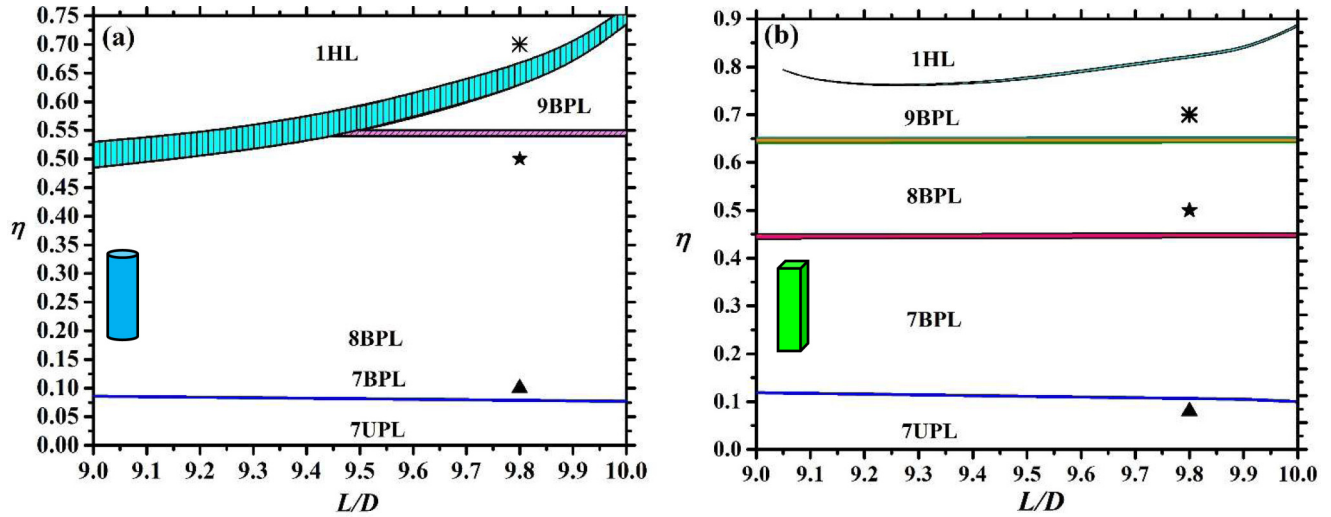 (a)
0.75
0.70
0.65
0.60
0.55
0.50
0.45
0.40
0.35
0.30
0.25
0.20
0.15
0.10
0.05
0.00
η
1HL
9BPL
8BPL
7BPL
7UPL
9.0 9.1 9.2 9.3 9.4 9.5 9.6 9.7 9.8 9.9 10.0
L/D
(b)
0.9
0.8
0.7
0.6
0.5
0.4
0.3
0.2
0.1
0.0
η
1HL
9BPL
8BPL
7BPL
7UPL
9.0 9.1 9.2 9.3 9.4 9.5 9.6 9.7 9.8 9.9 10.0
L/D